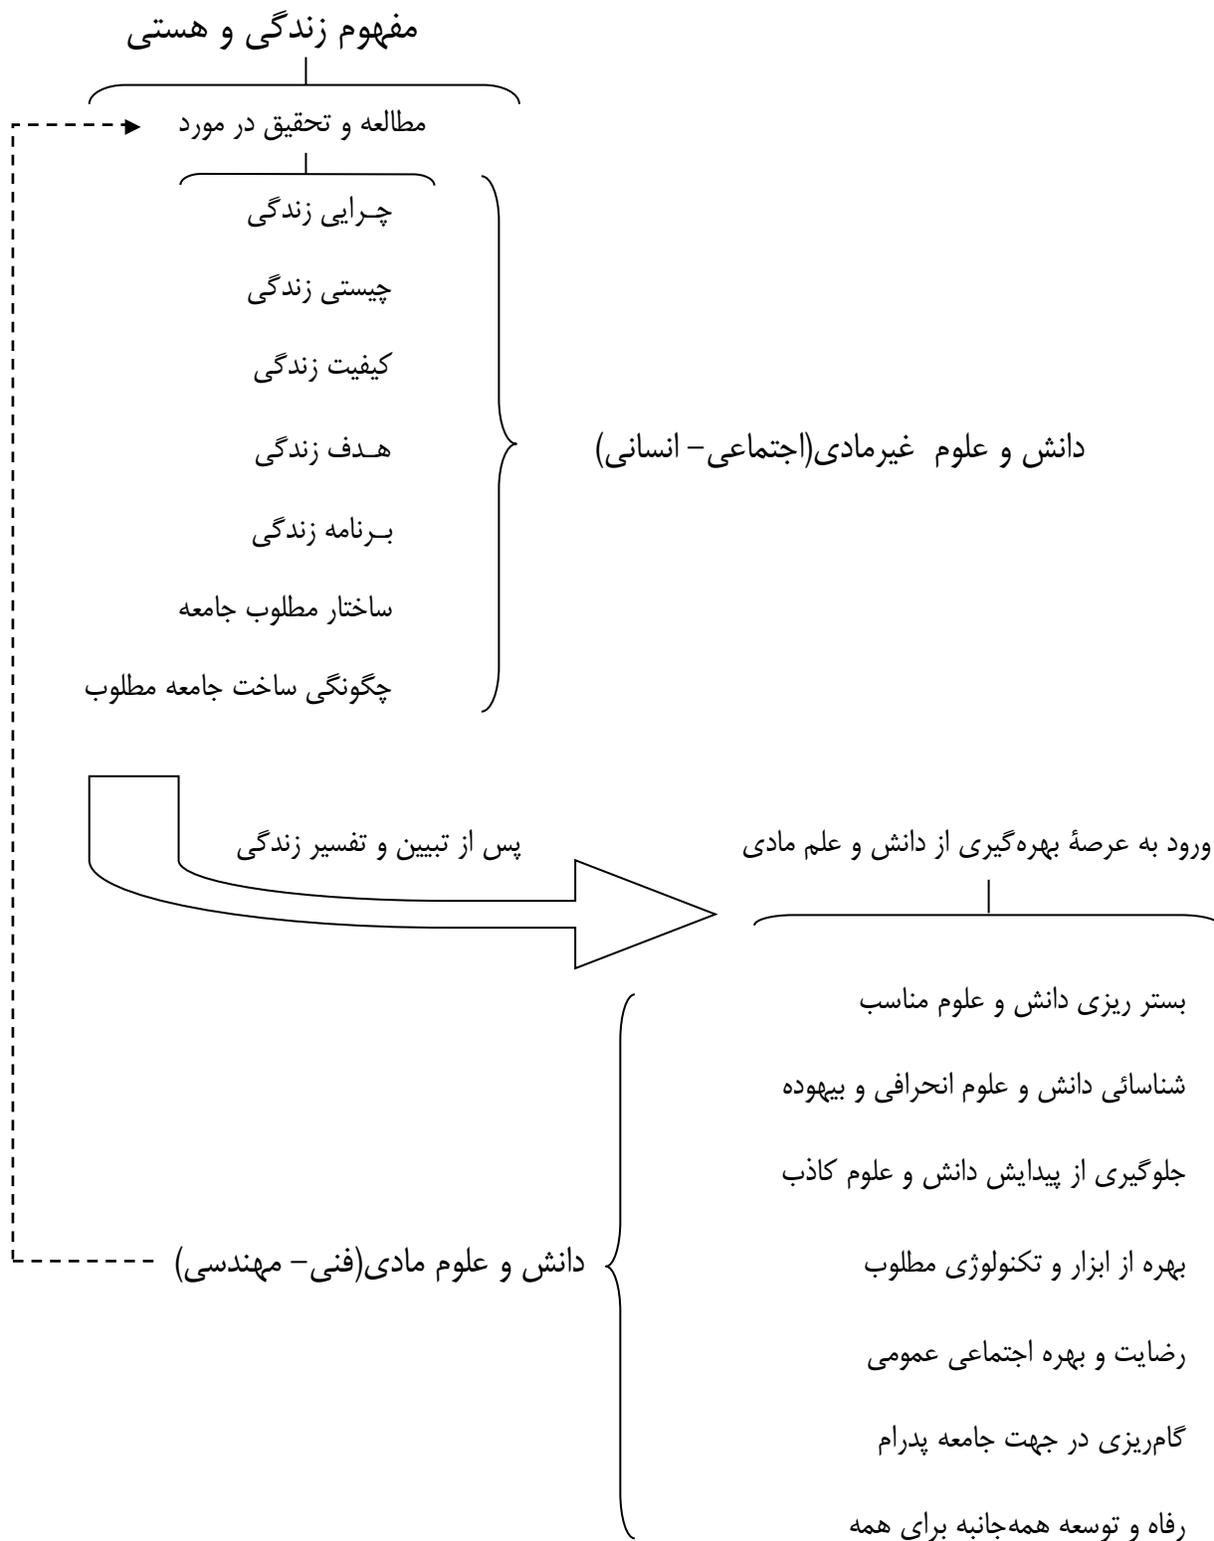 مفهوم زندگی و هستی
مطالعه و تحقیق در مورد
چـرایی زندگی
چیستی زندگی
کیفیت زندگی
هـدف زندگی
بـرنامه زندگی
ساختار مطلوب جامعه
چگونگی ساخت جامعه مطلوب
دانش و علوم غیرمادی(اجتماعی– انسانی)
پس از تبیین و تفسیر زندگی
ورود به عرصهٔ بهره‌گیری از دانش و علم مادی
بستر ریزی دانش و علوم مناسب
شناسائی دانش و علوم انحرافی و بیهوده
جلوگیری از پیدایش دانش و علوم کاذب
بهره از ابزار و تکنولوژی مطلوب
رضایت و بهره اجتماعی عمومی
گام‌ریزی در جهت جامعه پدرام
رفاه و توسعه همه‌جانبه برای همه
دانش و علوم مادی(فنی– مهندسی)